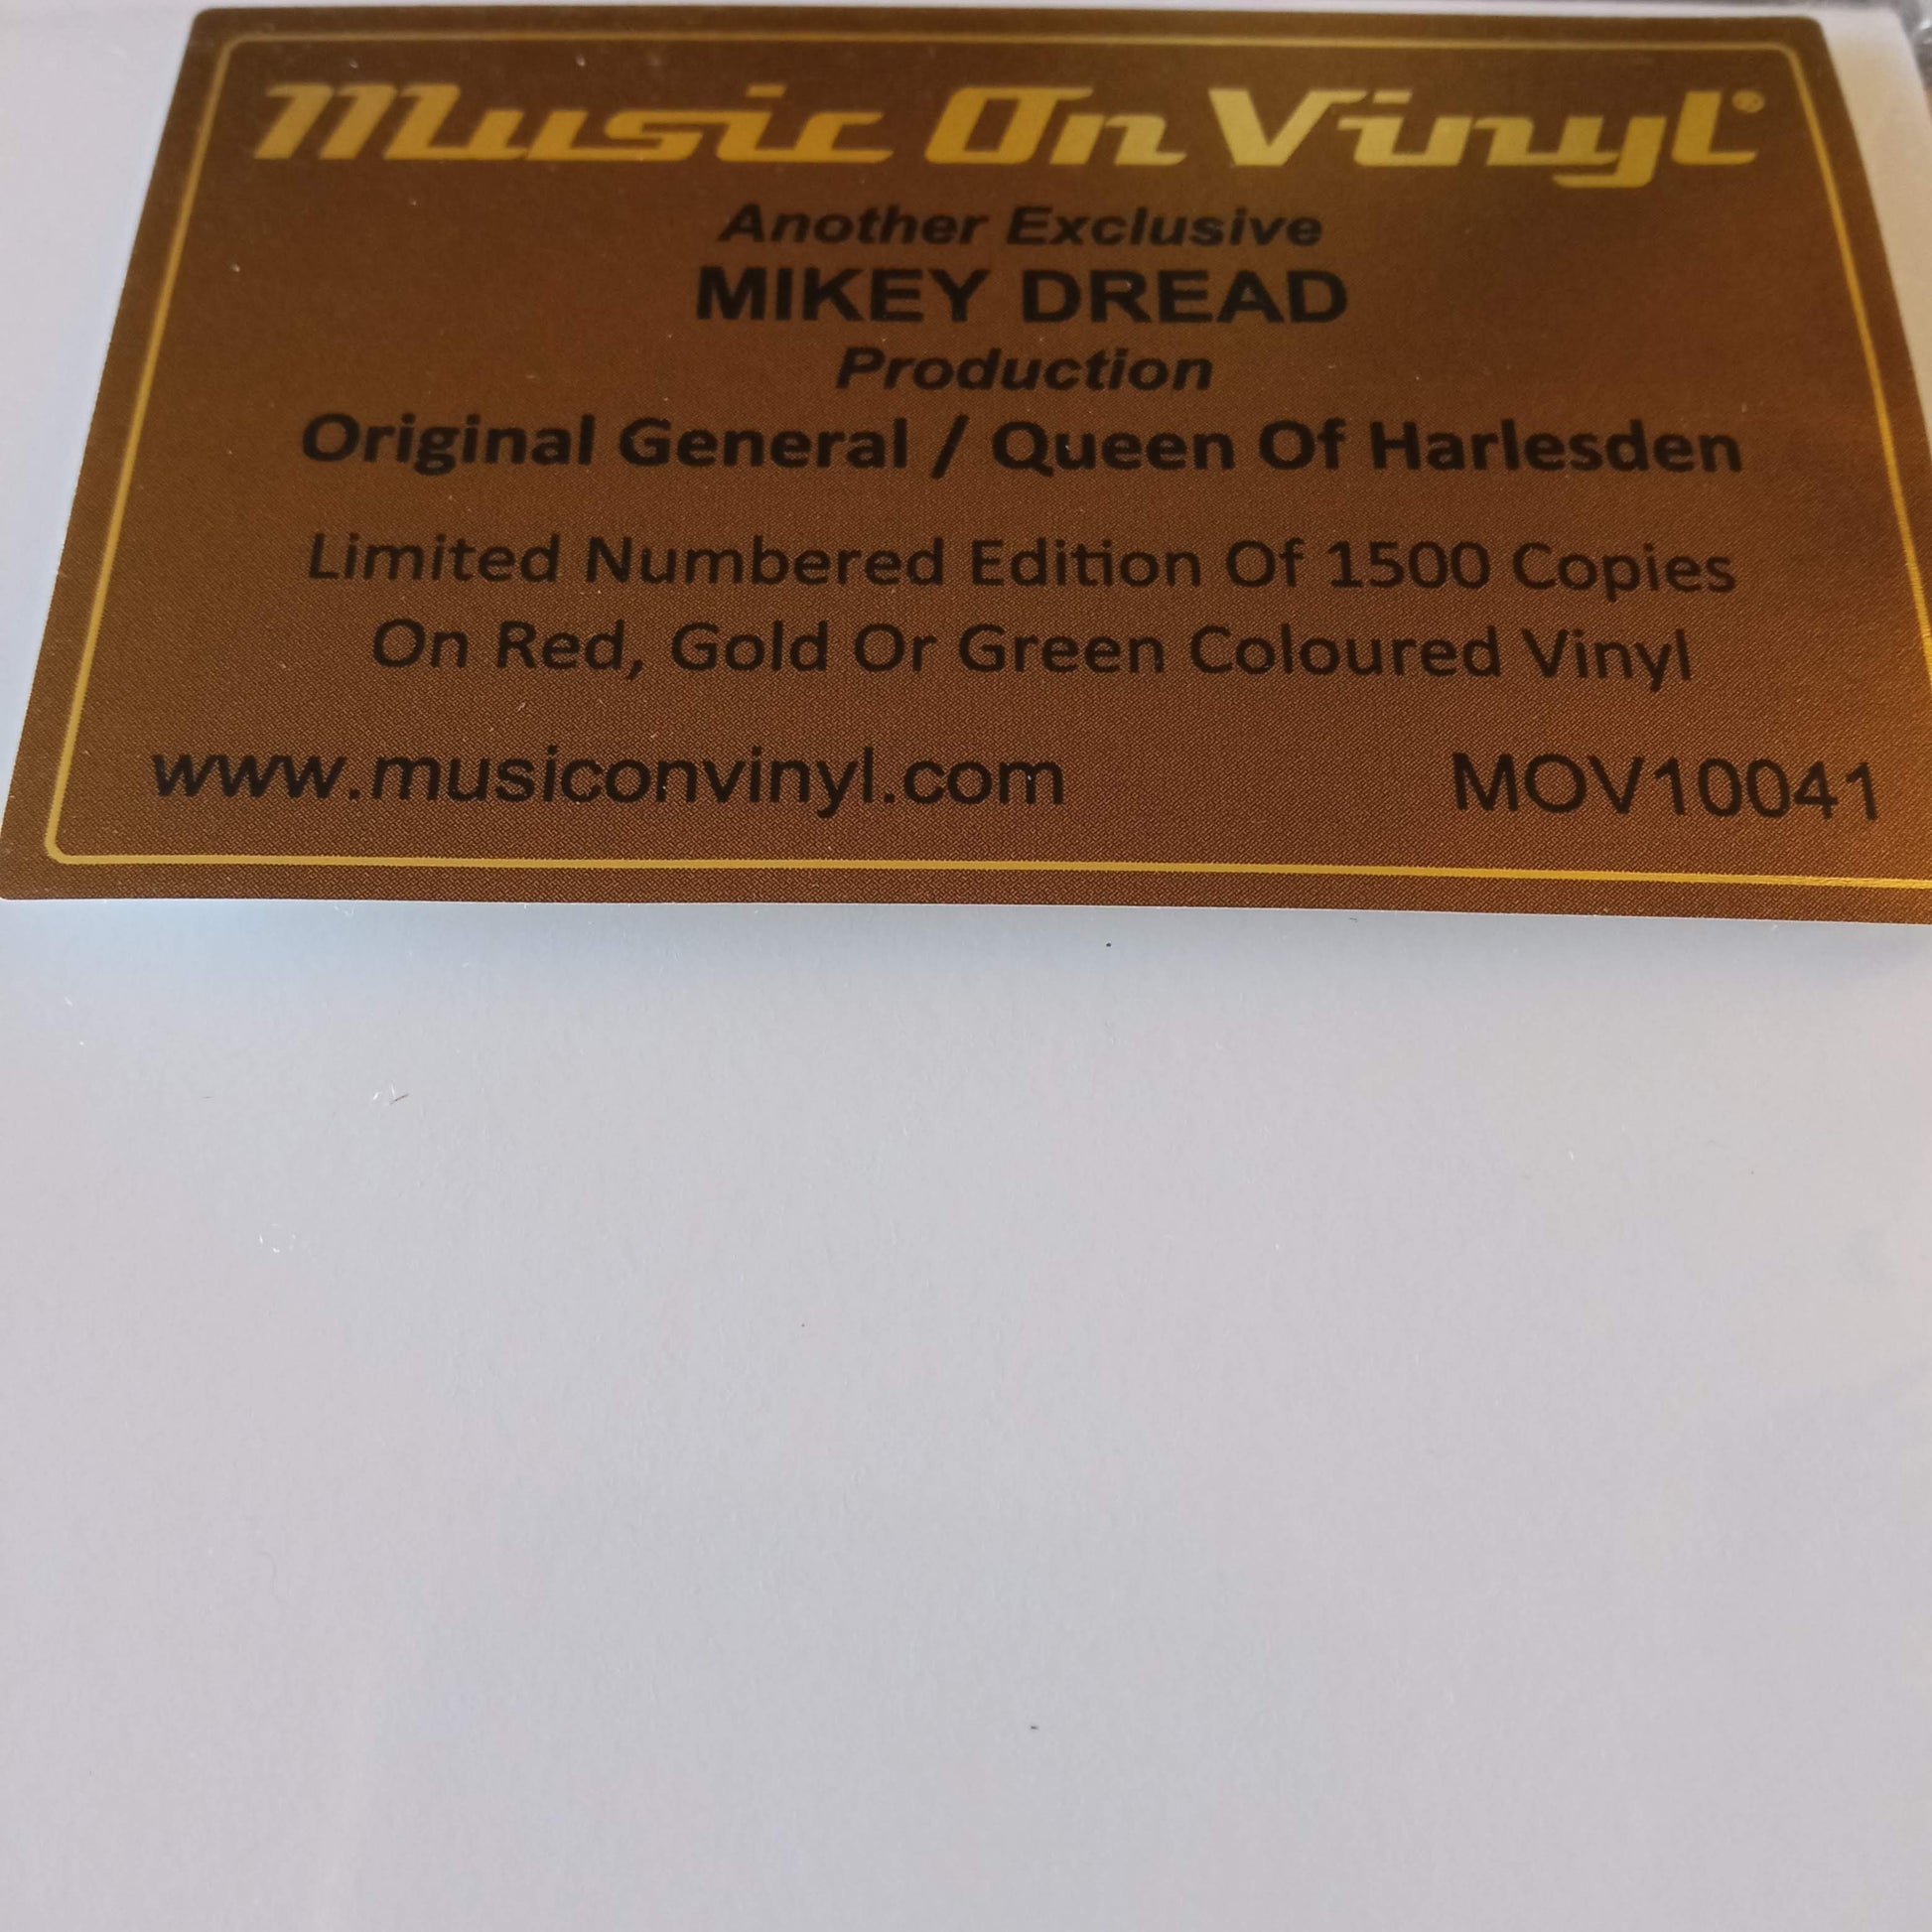 Music On Vinyl®
Another Exclusive
MIKEY DREAD
Production
Original General / Queen Of Harlesden
Limited Numbered Edition Of 1500 Copies
On Red, Gold Or Green Coloured Vinyl
www.musiconvinyl.com MOV10041